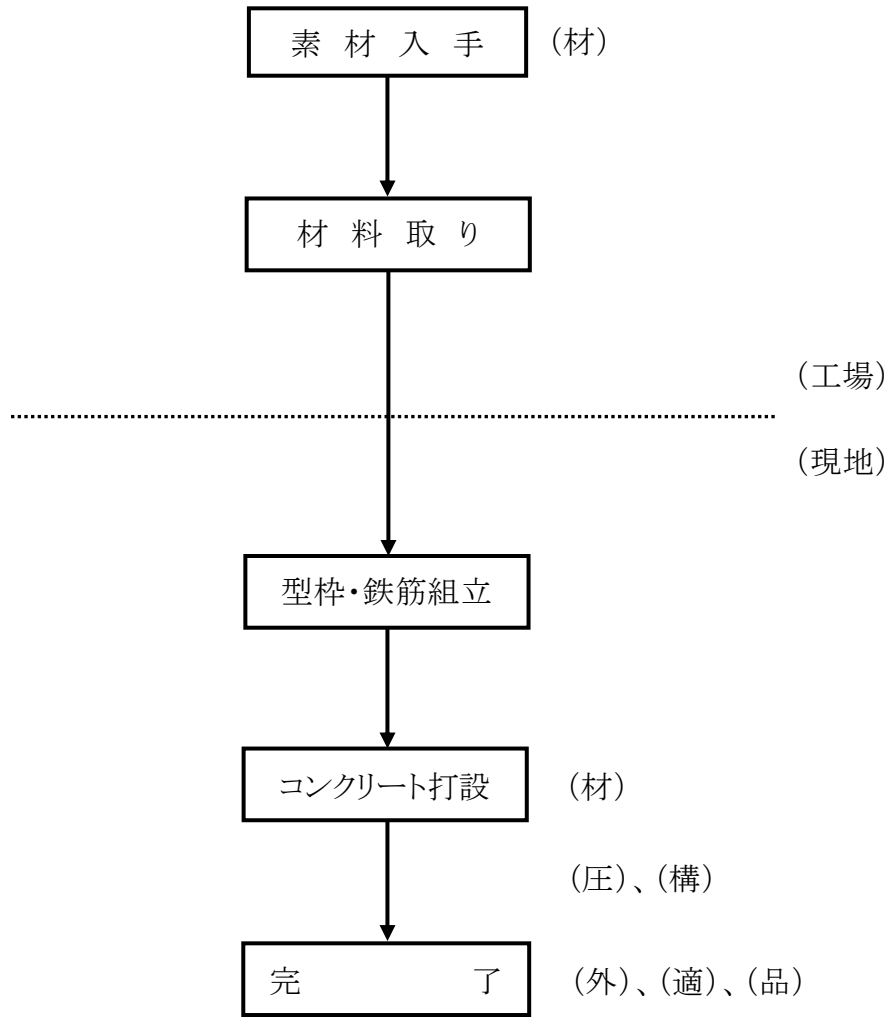 素材入手 (材)
材料取り
(工場)
(現地)
型枠・鉄筋組立
コンクリート打設 (材)
(圧)、(構)
完了 (外)、(適)、(品)